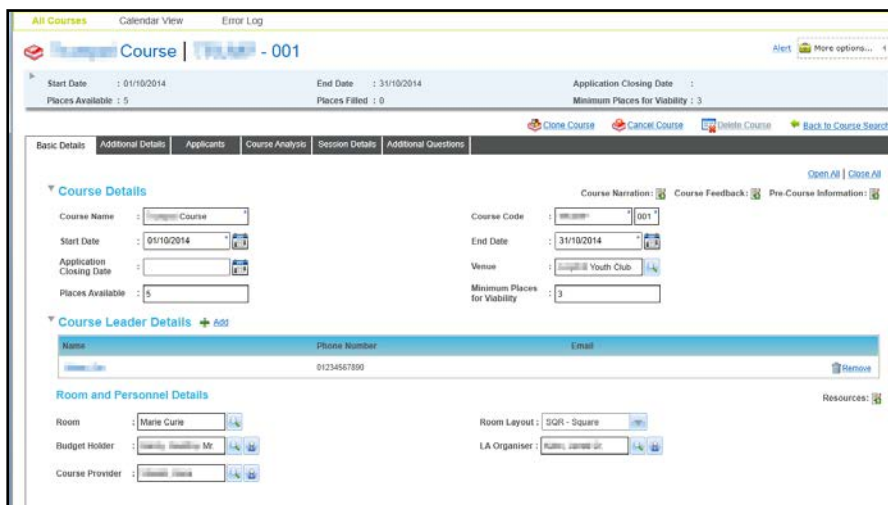 All Courses Calendar View Error Log
Course | - 001
Alert More options...
Start Date : 01/10/2014 End Date : 31/10/2014 Application Closing Date :
Places Available : 5 Places Filled : 0 Minimum Places for Viability : 3
Clone Course Cancel Course Delete Course Back to Course Search
Basic Details Additional Details Applicants Course Analysis Session Details Additional Questions
Open All | Close All
Course Details Course Narration: Course Feedback: Pre-Course Information:
Course Name : Course Course Code : 001
Start Date : 01/10/2014 End Date : 31/10/2014
Application Closing Date : Venue : Youth Club
Places Available : 5 Minimum Places for Viability : 3
Course Leader Details Add
Name Phone Number Email
01234567890 Remove
Room and Personnel Details Resources:
Room : Marie Curie Room Layout : SQR - Square
Budget Holder : Mr. LA Organiser :
Course Provider :